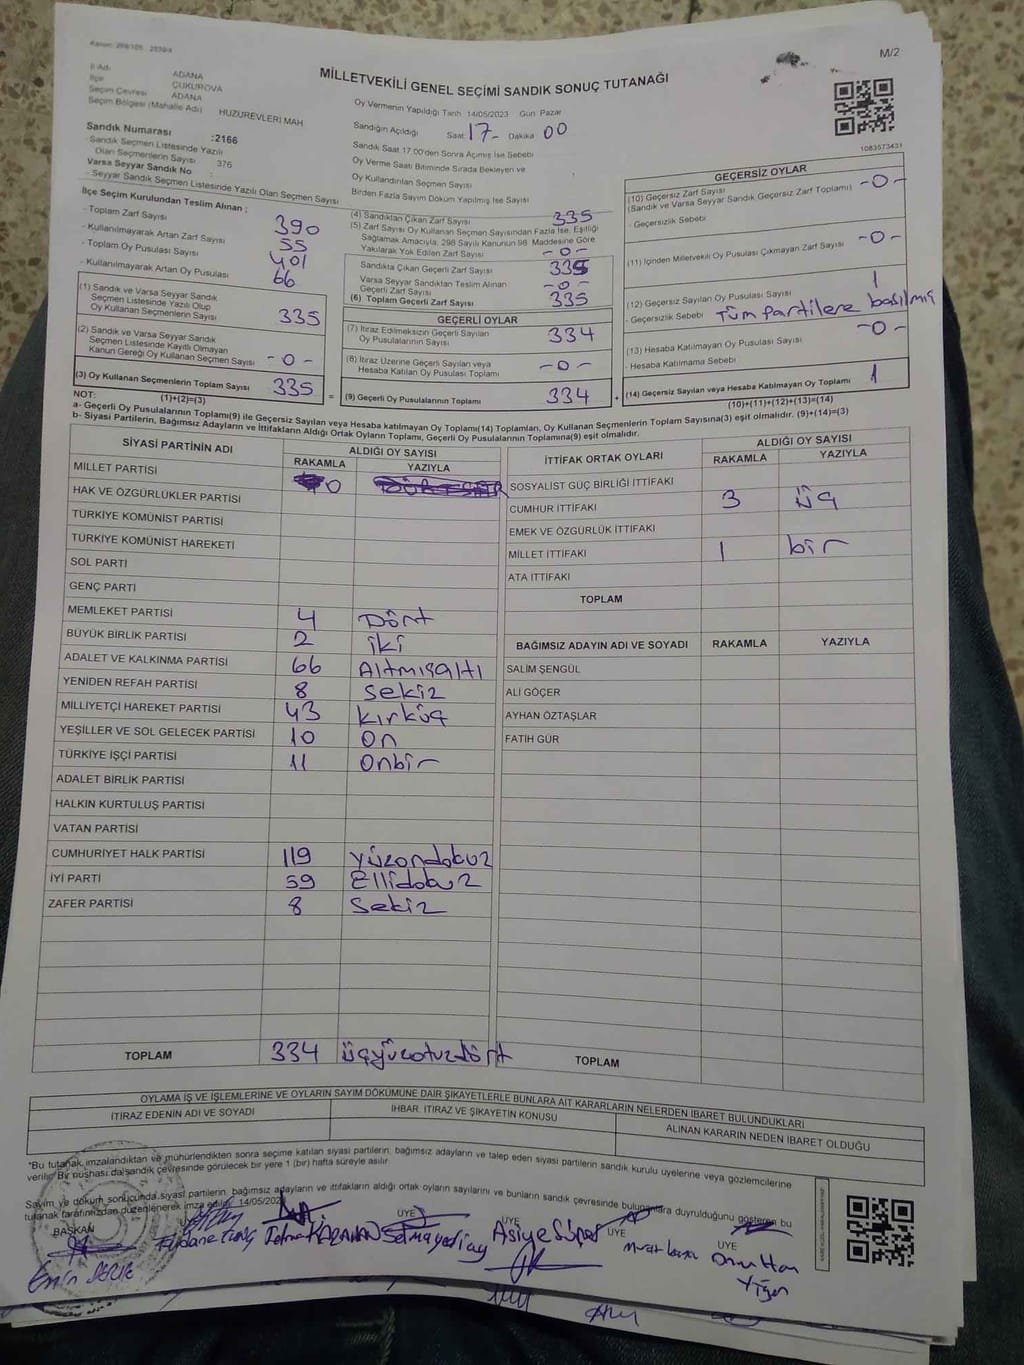 Kanun: 298/105 2839/4
M/2
İl Adı ADANA
İlçe ÇUKUROVA
Seçim Çevresi ADANA
Seçim Bölgesi (Mahalle Adı) HUZUREVLERİ MAH
MİLLETVEKİLİ GENEL SEÇİMİ SANDIK SONUÇ TUTANAĞI
Oy Vermenin Yapıldığı Tarih 14/05/2023 Gün Pazar
Sandığın Açıldığı Saat 17- Dakika 00
Sandık Saat 17.00'den Sonra Açımış İse Sebebi
Oy Verme Saati Bitiminde Sırada Bekleyen ve
Oy Kullandırılan Seçmen Sayısı
Birden Fazla Sayım Döküm Yapılmış İse Sayısı
1083573431
Sandık Numarası :2166
- Sandık Seçmen Listesinde Yazılı
Olan Seçmenlerin Sayısı 376
Varsa Seyyar Sandık No :
- Seyyar Sandık Seçmen Listesinde Yazılı Olan Seçmen Sayısı
İlçe Seçim Kurulundan Teslim Alınan ;
- Toplam Zarf Sayısı 390
- Kullanılmayarak Artan Zarf Sayısı 55
- Toplam Oy Pusulası Sayısı 401
- Kullanılmayarak Artan Oy Pusulası 66
(1) Sandık ve Varsa Seyyar Sandık
Seçmen Listesinde Yazılı Olup
Oy Kullanan Seçmenlerin Sayısı 335
(2) Sandık ve Varsa Seyyar Sandık
Seçmen Listesinde Kayıtlı Olmayan
Kanun Gereği Oy Kullanan Seçmen Sayısı -0-
(3) Oy Kullanan Seçmenlerin Toplam Sayısı 335
(1)+(2)=(3)
(4) Sandıktan Çıkan Zarf Sayısı 335
(5) Zarf Sayısı Oy Kullanan Seçmen Sayısından Fazla İse, Eşitliği
Sağlamak Amacıyla, 298 Sayılı Kanunun 98. Maddesine Göre
Yakılarak Yok Edilen Zarf Sayısı -0-
Sandıkta Çıkan Geçerli Zarf Sayısı 335
Varsa Seyyar Sandıktan Teslim Alınan
Geçerli Zarf Sayısı -0-
(6) Toplam Geçerli Zarf Sayısı 335
GEÇERLİ OYLAR
(7) İtiraz Edilmeksizin Geçerli Sayılan
Oy Pusulalarının Sayısı 334
(8) İtiraz Üzerine Geçerli Sayılan veya
Hesaba Katılan Oy Pusulası Toplamı -0-
= (9) Geçerli Oy Pusulalarının Toplamı 334 +
GEÇERSİZ OYLAR
(10) Geçersiz Zarf Sayısı
(Sandık ve Varsa Seyyar Sandık Geçersiz Zarf Toplamı) -0-
- Geçersizlik Sebebi
(11) İçinden Milletvekili Oy Pusulası Çıkmayan Zarf Sayısı -0-
(12) Geçersiz Sayılan Oy Pusulası Sayısı 1
- Geçersizlik Sebebi Tüm partilere basılmış
(13) Hesaba Katılmayan Oy Pusulası Sayısı -0-
- Hesaba Katılmama Sebebi
(14) Geçersiz Sayılan veya Hesaba Katılmayan Oy Toplamı 1
(10)+(11)+(12)+(13)=(14)
NOT:
a- Geçerli Oy Pusulalarının Toplamı(9) ile Geçersiz Sayılan veya Hesaba katılmayan Oy Toplamı(14) Toplamları, Oy Kullanan Seçmenlerin Toplam Sayısına(3) eşit olmalıdır. (9)+(14)=(3)
b- Siyasi Partilerin, Bağımsız Adayların ve İttifakların Aldığı Ortak Oyların Toplamı, Geçerli Oy Pusulalarının Toplamına(9) eşit olmalıdır.
SİYASİ PARTİNİN ADI ALDIĞI OY SAYISI
RAKAMLA YAZIYLA
MİLLET PARTİSİ 0
HAK VE ÖZGÜRLÜKLER PARTİSİ
TÜRKİYE KOMÜNİST PARTİSİ
TÜRKİYE KOMÜNİST HAREKETİ
SOL PARTİ
GENÇ PARTİ
MEMLEKET PARTİSİ 4 Dört
BÜYÜK BİRLİK PARTİSİ 2 iki
ADALET VE KALKINMA PARTİSİ 66 Altmışaltı
YENİDEN REFAH PARTİSİ 8 Sekiz
MİLLİYETÇİ HAREKET PARTİSİ 43 kırküç
YEŞİLLER VE SOL GELECEK PARTİSİ 10 on
TÜRKİYE İŞÇİ PARTİSİ 11 Onbir
ADALET BİRLİK PARTİSİ
HALKIN KURTULUŞ PARTİSİ
VATAN PARTİSİ
CUMHURİYET HALK PARTİSİ 119 yüzondokuz
İYİ PARTİ 59 Ellidokuz
ZAFER PARTİSİ 8 Sekiz
TOPLAM 334 üçyüzotuzdört
İTTİFAK ORTAK OYLARI ALDIĞI OY SAYISI
RAKAMLA YAZIYLA
SOSYALİST GÜÇ BİRLİĞİ İTTİFAKI
CUMHUR İTTİFAKI 3 üç
EMEK VE ÖZGÜRLÜK İTTİFAKI
MİLLET İTTİFAKI 1 bir
ATA İTTİFAKI
TOPLAM
BAĞIMSIZ ADAYIN ADI VE SOYADI RAKAMLA YAZIYLA
SALİM ŞENGÜL
ALİ GÖÇER
AYHAN ÖZTAŞLAR
FATİH GÜR
TOPLAM
OYLAMA İŞ VE İŞLEMLERİNE VE OYLARIN SAYIM DÖKÜMÜNE DAİR ŞİKAYETLERLE BUNLARA AİT KARARLARIN NELERDEN İBARET BULUNDUKLARI
İTİRAZ EDENİN ADI VE SOYADI İHBAR, İTİRAZ VE ŞİKAYETİN KONUSU ALINAN KARARIN NEDEN İBARET OLDUĞU
*Bu tutanak imzalandıktan ve mühürlendikten sonra seçime katılan siyasi partilerin, bağımsız adayların ve talep eden siyasi partilerin sandık kurulu üyelerine veya gözlemcilerine
verilir. Bir nüshası da sandık çevresinde görülecek bir yere 1 (bir) hafta süreyle asılır.
Sayım ve döküm sonucunda siyasi partilerin, bağımsız adayların ve ittifakların aldığı ortak oyların sayılarını ve bunların sandık çevresinde bulunanlara duyrulduğunu gösteren bu
tutanak tarafımızdan düzenlenerek imza edildi. 14/05/202
BAŞKAN ÜYE ÜYE ÜYE ÜYE
Emin Fatma KARAMAN Asiye